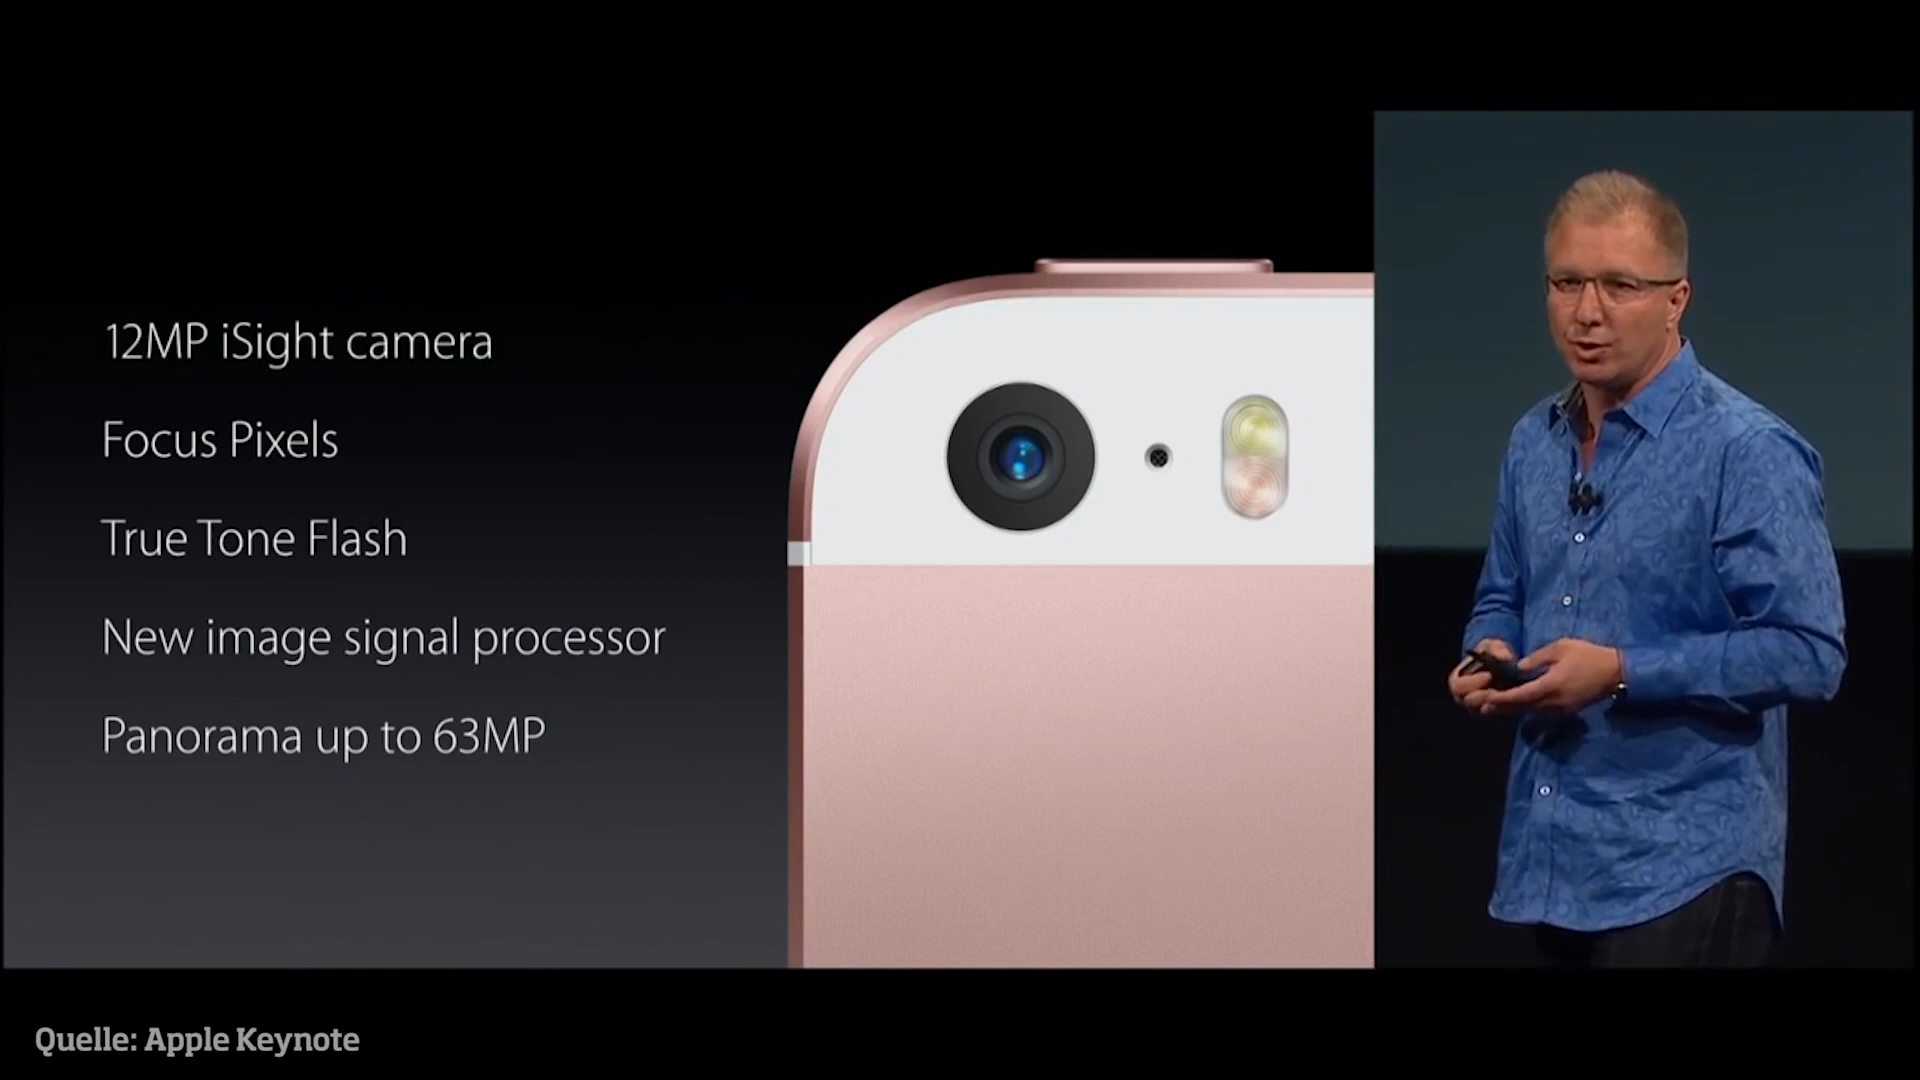 12MP iSight camera
Focus Pixels
True Tone Flash
New image signal processor
Panorama up to 63MP
Quelle: Apple Keynote